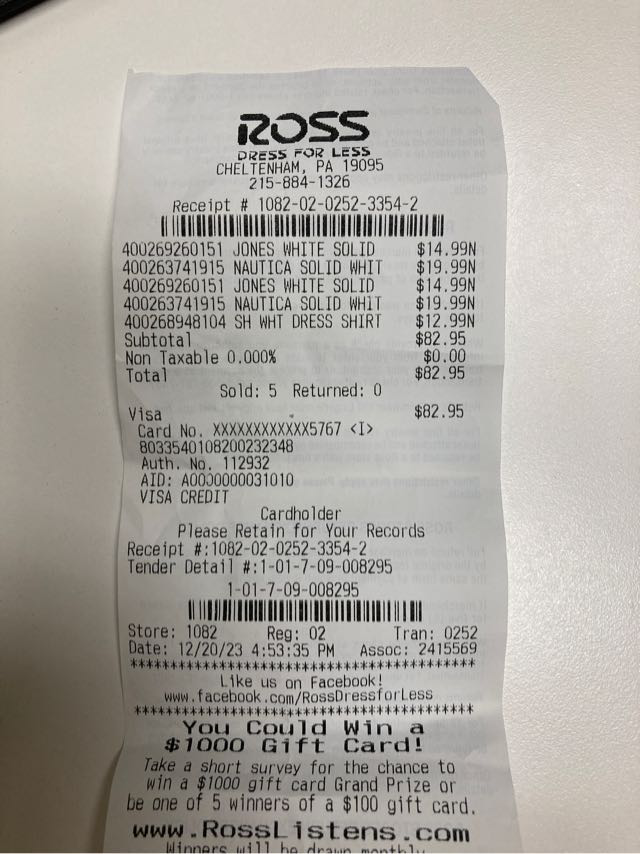 ROSS
DRESS FOR LESS
CHELTENHAM, PA 19095
215-884-1326
Receipt # 1082-02-0252-3354-2
400269260151 JONES WHITE SOLID $14.99N
400263741915 NAUTICA SOLID WHIT $19.99N
400269260151 JONES WHITE SOLID $14.99N
400263741915 NAUTICA SOLID WHIT $19.99N
400268948104 SH WHT DRESS SHIRT $12.99N
Subtotal $82.95
Non Taxable 0.000% $0.00
Total $82.95
Sold: 5 Returned: 0
Visa $82.95
Card No. XXXXXXXXXXXX5767 <I>
8033540108200232348
Auth. No. 112932
AID: A0000000031010
VISA CREDIT
Cardholder
Please Retain for Your Records
Receipt #:1082-02-0252-3354-2
Tender Detail #:1-01-7-09-008295
1-01-7-09-008295
Store: 1082 Reg: 02 Tran: 0252
Date: 12/20/23 4:53:35 PM Assoc: 2415569
****************************************
Like us on Facebook!
www.facebook.com/RossDressforLess
****************************************
You Could Win a
$1000 Gift Card!
Take a short survey for the chance to
win a $1000 gift card Grand Prize or
be one of 5 winners of a $100 gift card.
www.RossListens.com
Winners will be drawn monthly